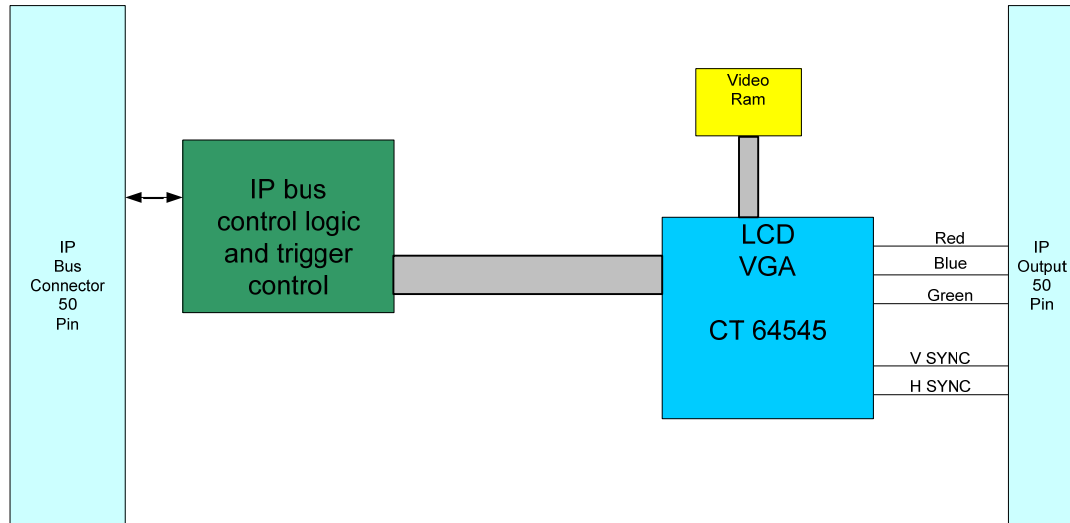 IP
Bus
Connector
50
Pin
IP bus
control logic
and trigger
control
Video
Ram
LCD
VGA
CT 64545
Red
Blue
Green
V SYNC
H SYNC
IP
Output
50
Pin